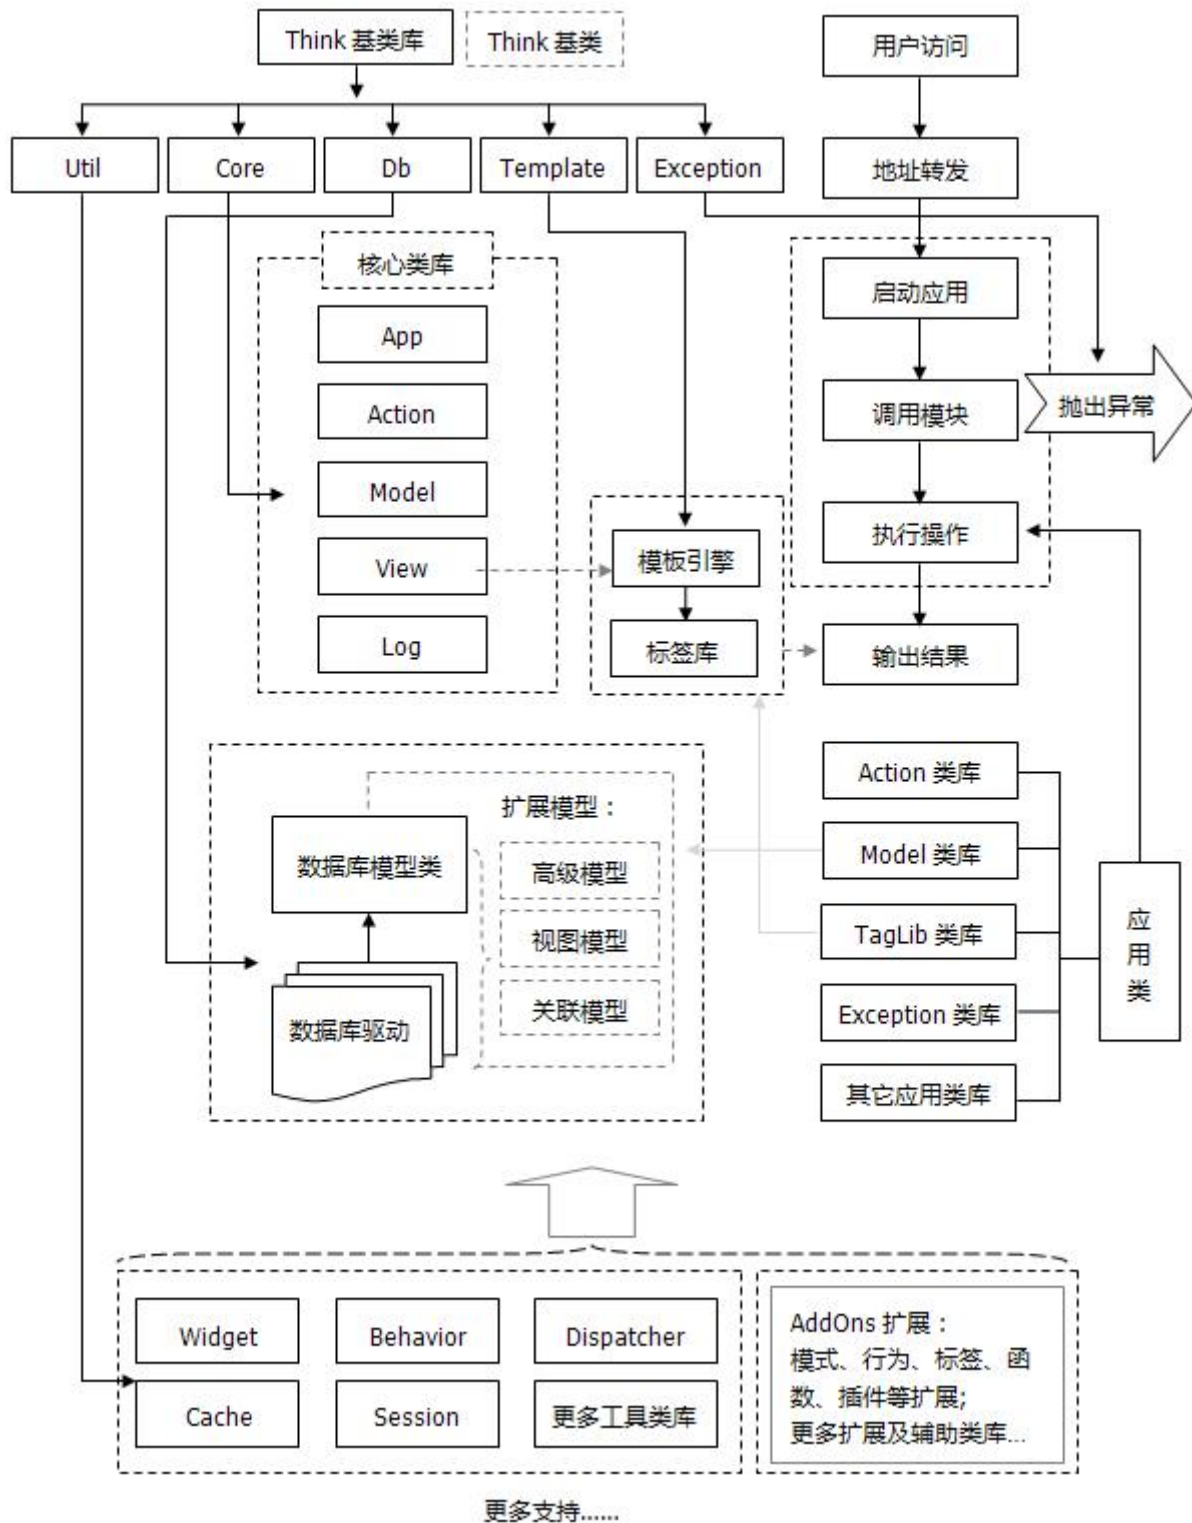 Think 基类库
Think 基类
用户访问
Util
Core
Db
Template
Exception
地址转发
核心类库
App
Action
Model
View
Log
启动应用
调用模块
抛出异常
执行操作
模板引擎
标签库
输出结果
扩展模型：
数据库模型类
高级模型
视图模型
关联模型
数据库驱动
Action 类库
Model 类库
TagLib 类库
Exception 类库
其它应用类库
应
用
类
Widget
Behavior
Dispatcher
Cache
Session
更多工具类库
AddOns 扩展：
模式、行为、标签、函
数、插件等扩展;
更多扩展及辅助类库...
更多支持......